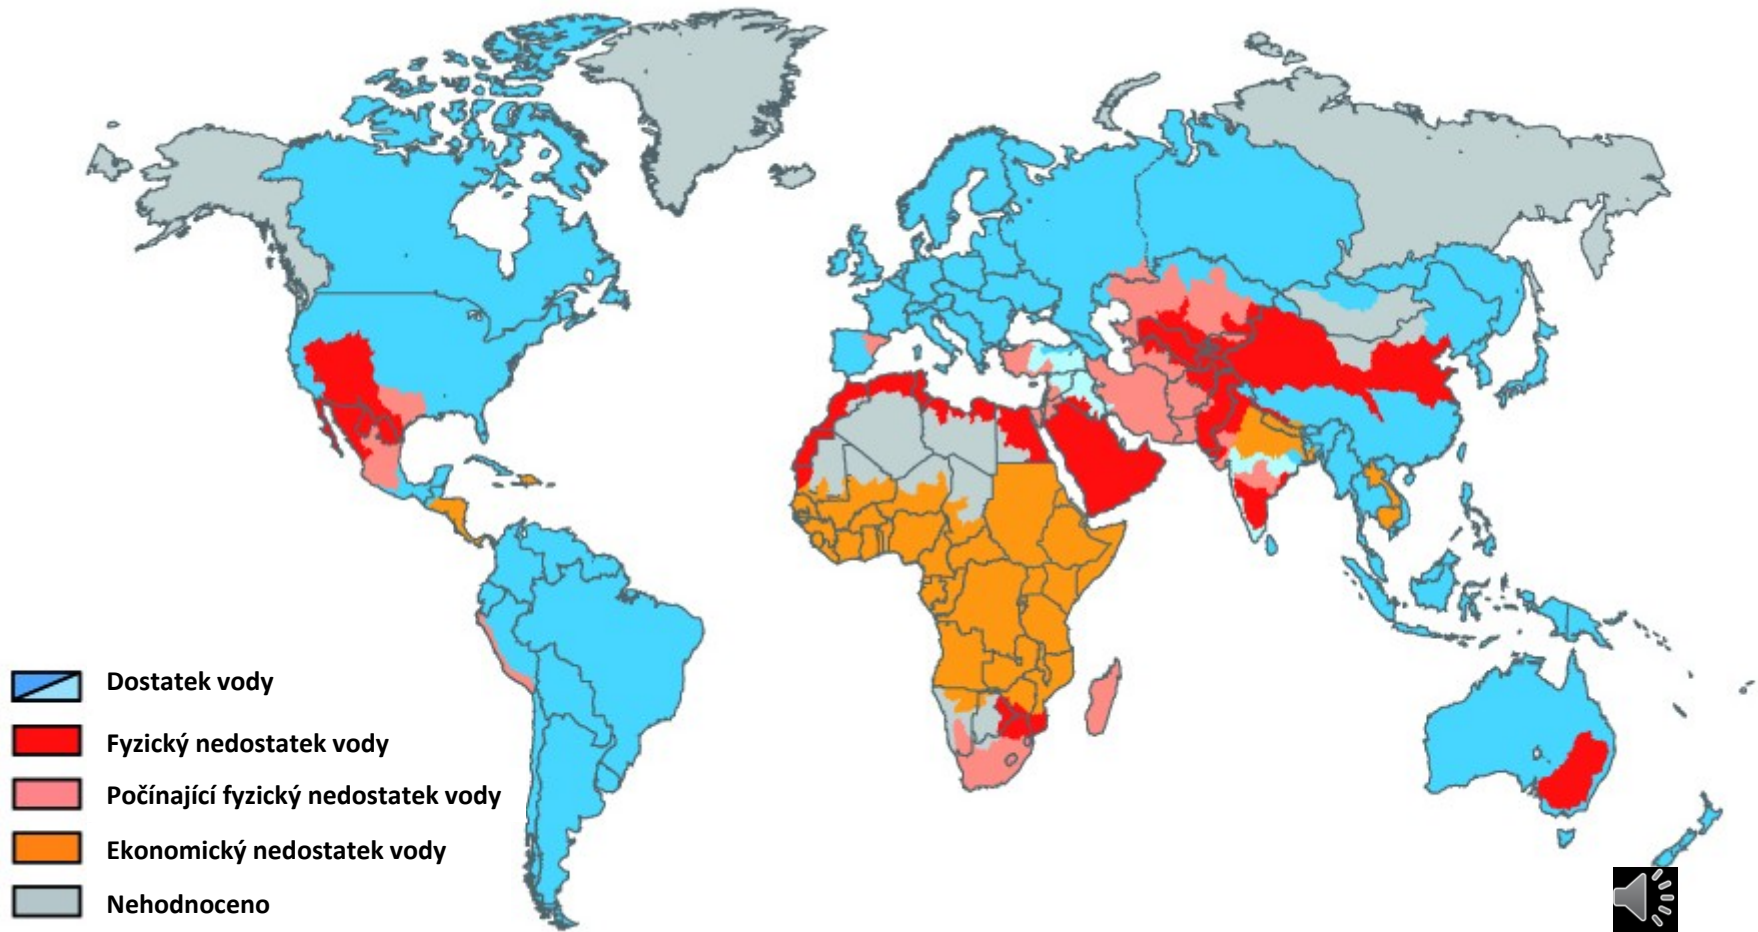 Dostatek vody
Fyzický nedostatek vody
Počínající fyzický nedostatek vody
Ekonomický nedostatek vody
Nehodnoceno